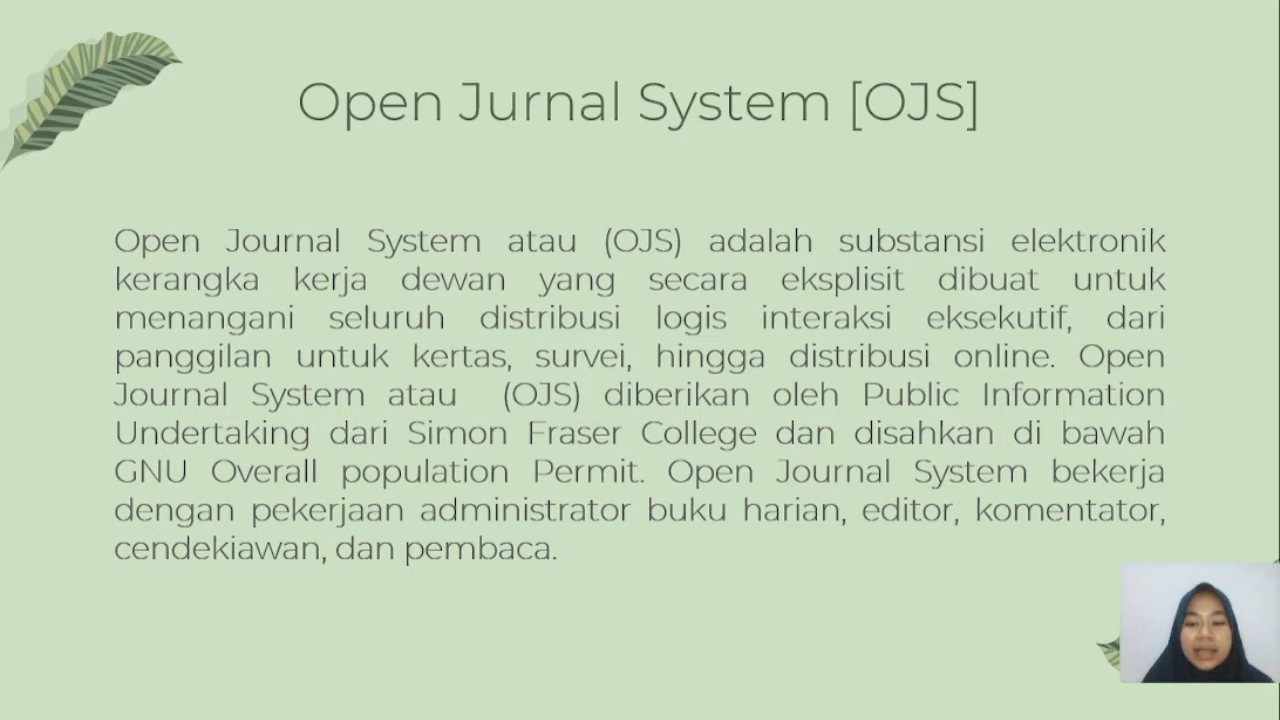 Open Jurnal System [OJS]
Open Journal System atau (OJS) adalah substansi elektronik
kerangka kerja dewan yang secara eksplisit dibuat untuk
menangani seluruh distribusi logis interaksi eksekutif, dari
panggilan untuk kertas, survei, hingga distribusi online. Open
Journal System atau (OJS) diberikan oleh Public Information
Undertaking dari Simon Fraser College dan disahkan di bawah
GNU Overall population Permit. Open Journal System bekerja
dengan pekerjaan administrator buku harian, editor, komentator,
cendekiawan, dan pembaca.